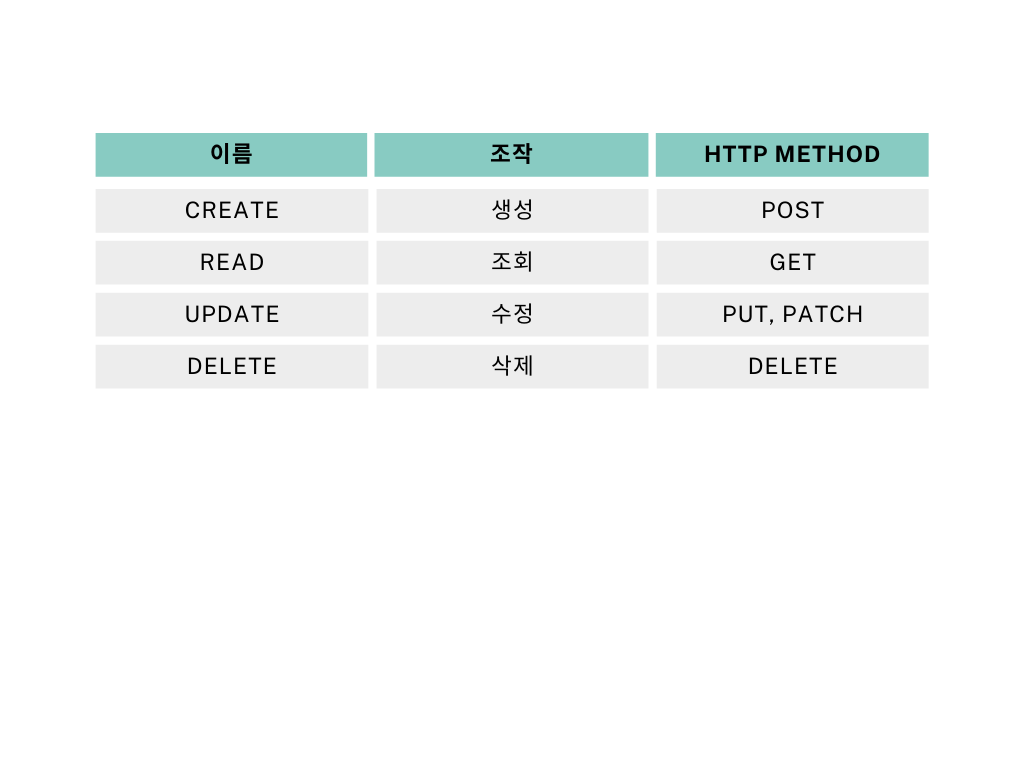 이름 조작 HTTP METHOD
CREATE 생성 POST
READ 조회 GET
UPDATE 수정 PUT, PATCH
DELETE 삭제 DELETE